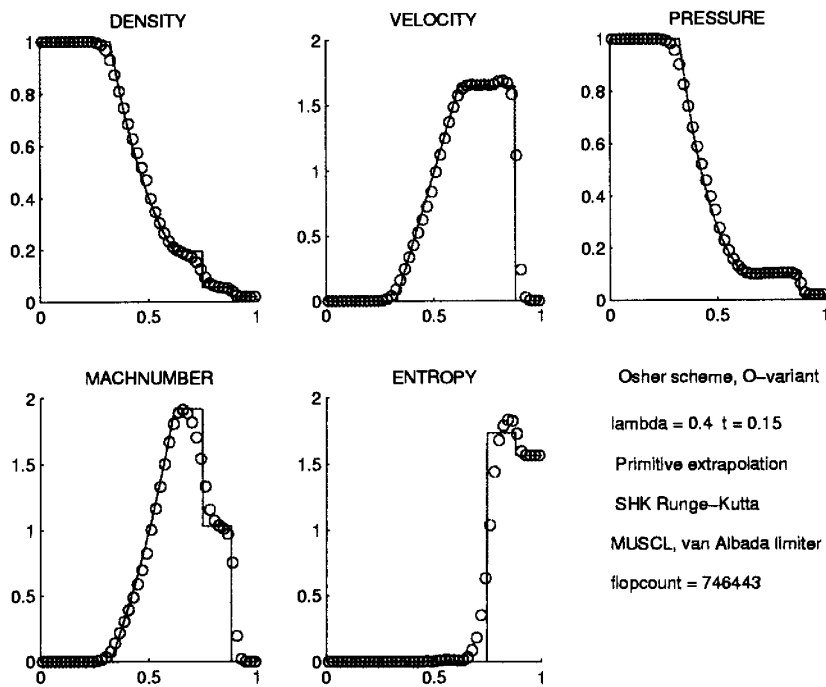 DENSITY
1
0.8
0.6
0.4
0.2
0
0 0.5 1
VELOCITY
2
1.5
1
0.5
0
0 0.5 1
PRESSURE
1
0.8
0.6
0.4
0.2
0
0 0.5 1
MACHNUMBER
2
1.5
1
0.5
0
0 0.5 1
ENTROPY
2
1.5
1
0.5
0
0 0.5 1
Osher scheme, O-variant
lambda = 0.4 t = 0.15
Primitive extrapolation
SHK Runge-Kutta
MUSCL, van Albada limiter
flopcount = 746443